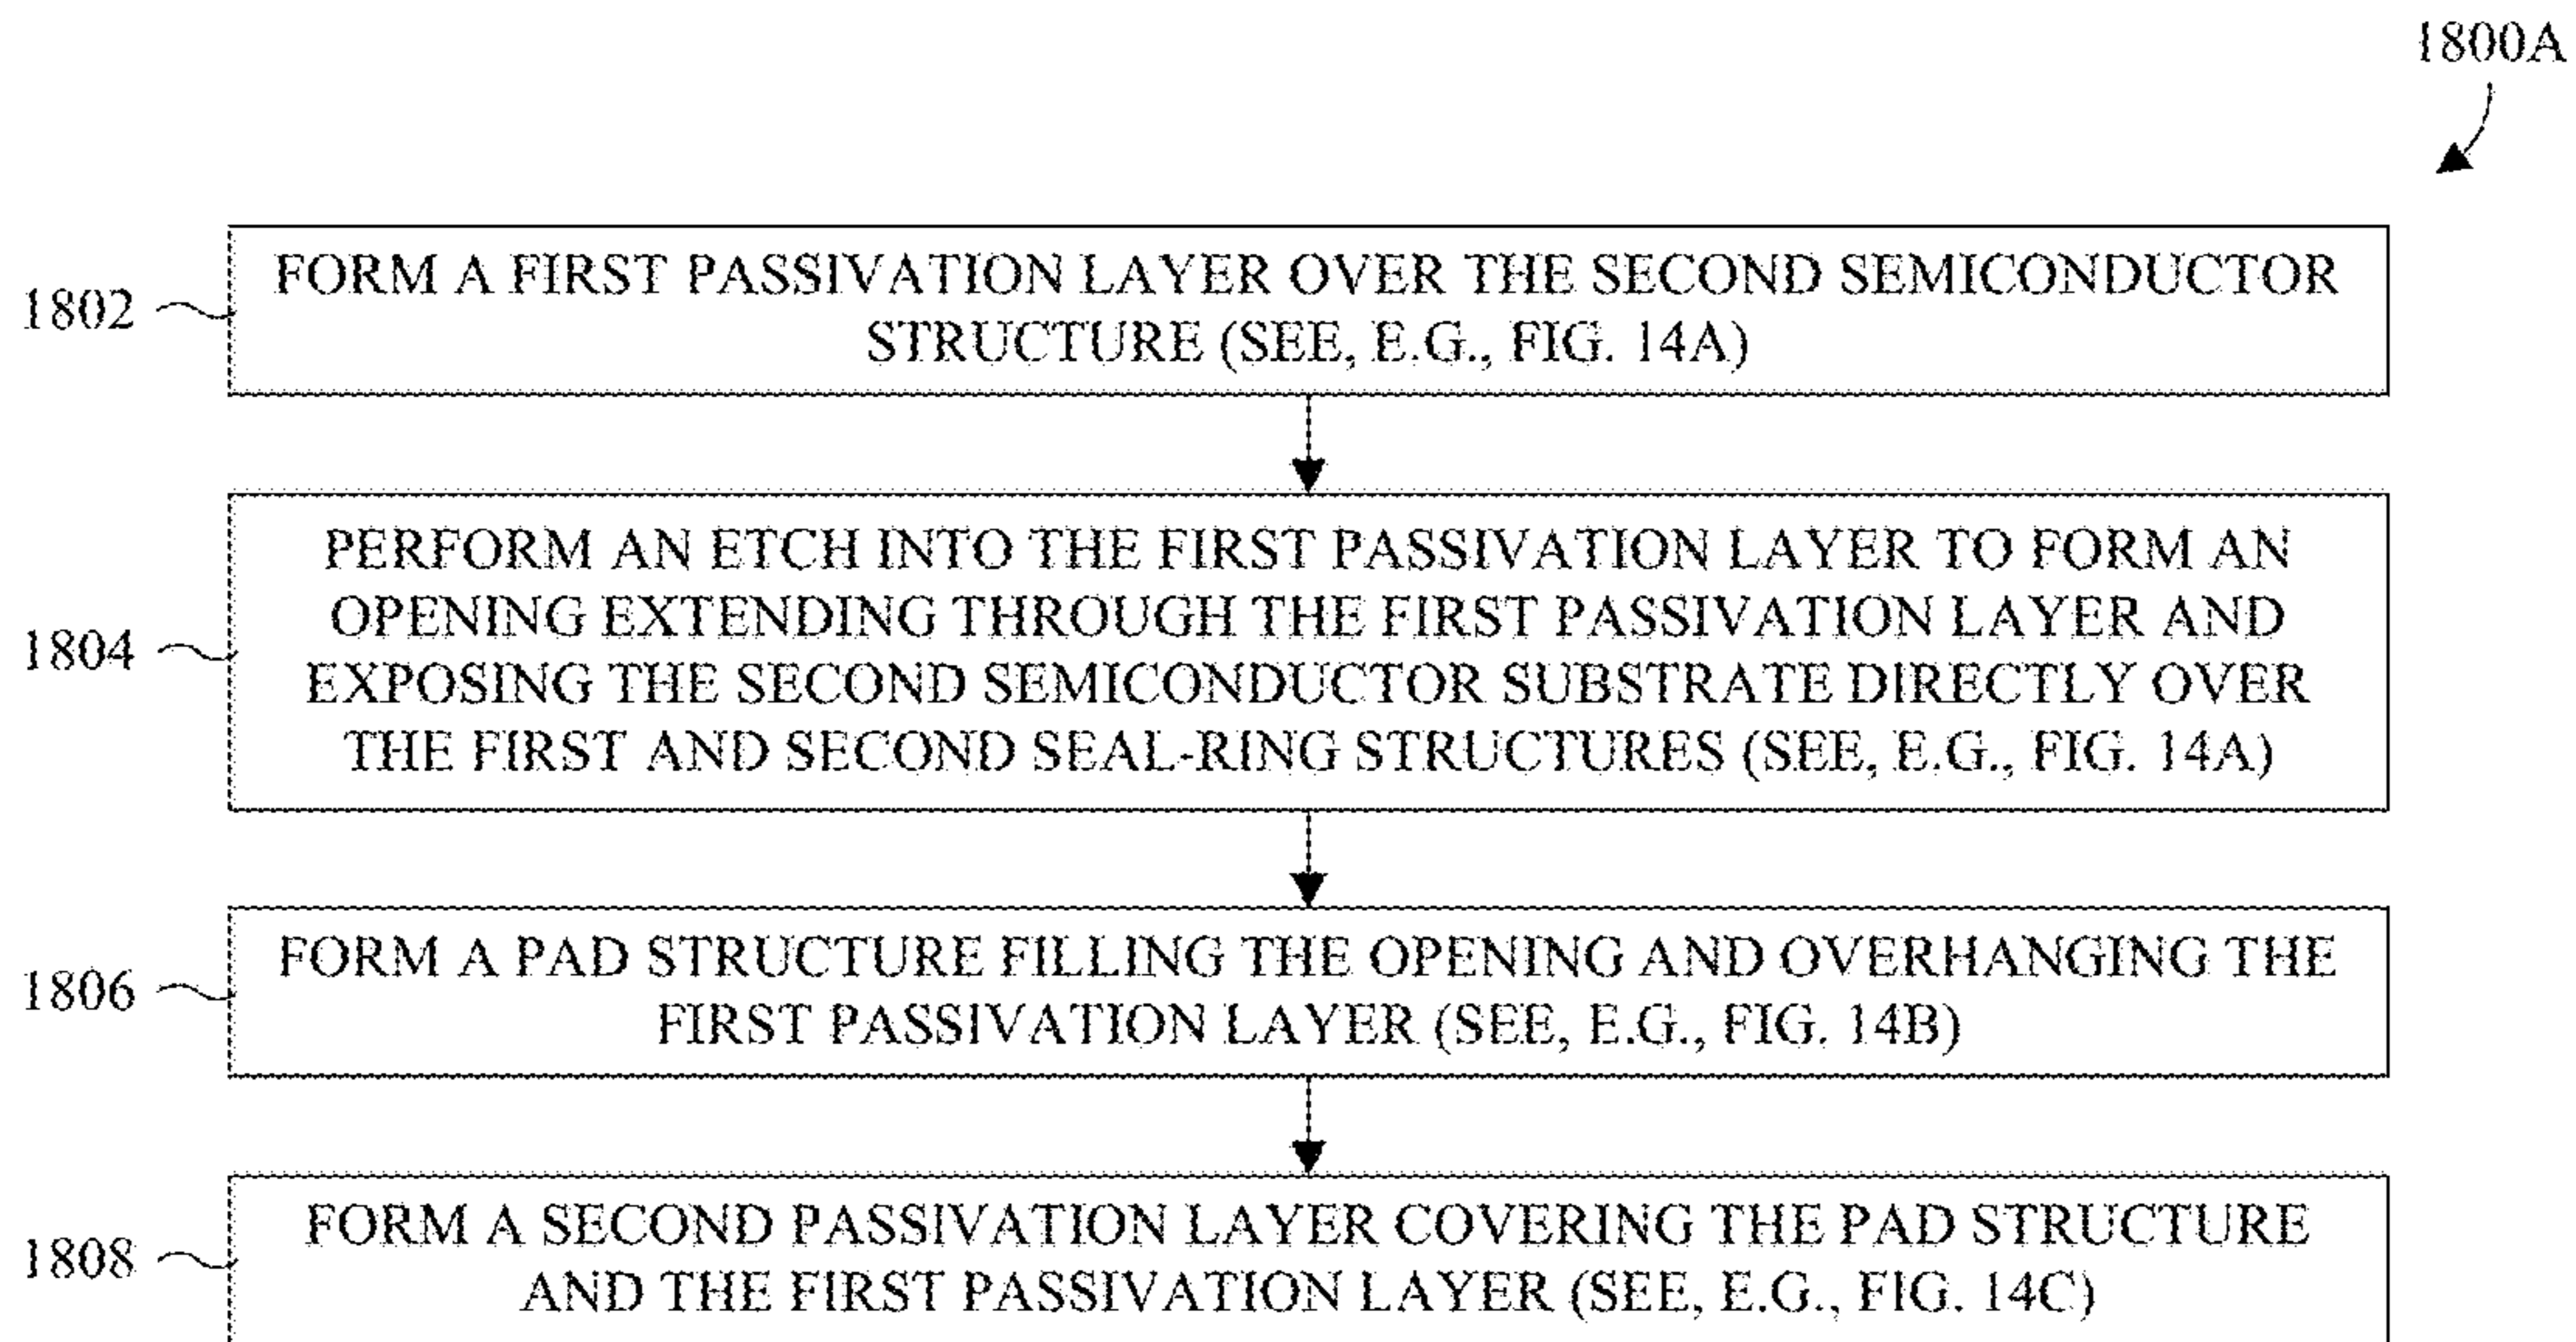 1800A
1802
FORM A FIRST PASSIVATION LAYER OVER THE SECOND SEMICONDUCTOR
STRUCTURE (SEE, E.G., FIG. 14A)
1804
PERFORM AN ETCH INTO THE FIRST PASSIVATION LAYER TO FORM AN
OPENING EXTENDING THROUGH THE FIRST PASSIVATION LAYER AND
EXPOSING THE SECOND SEMICONDUCTOR SUBSTRATE DIRECTLY OVER
THE FIRST AND SECOND SEAL-RING STRUCTURES (SEE, E.G., FIG. 14A)
1806
FORM A PAD STRUCTURE FILLING THE OPENING AND OVERHANGING THE
FIRST PASSIVATION LAYER (SEE, E.G., FIG. 14B)
1808
FORM A SECOND PASSIVATION LAYER COVERING THE PAD STRUCTURE
AND THE FIRST PASSIVATION LAYER (SEE, E.G., FIG. 14C)